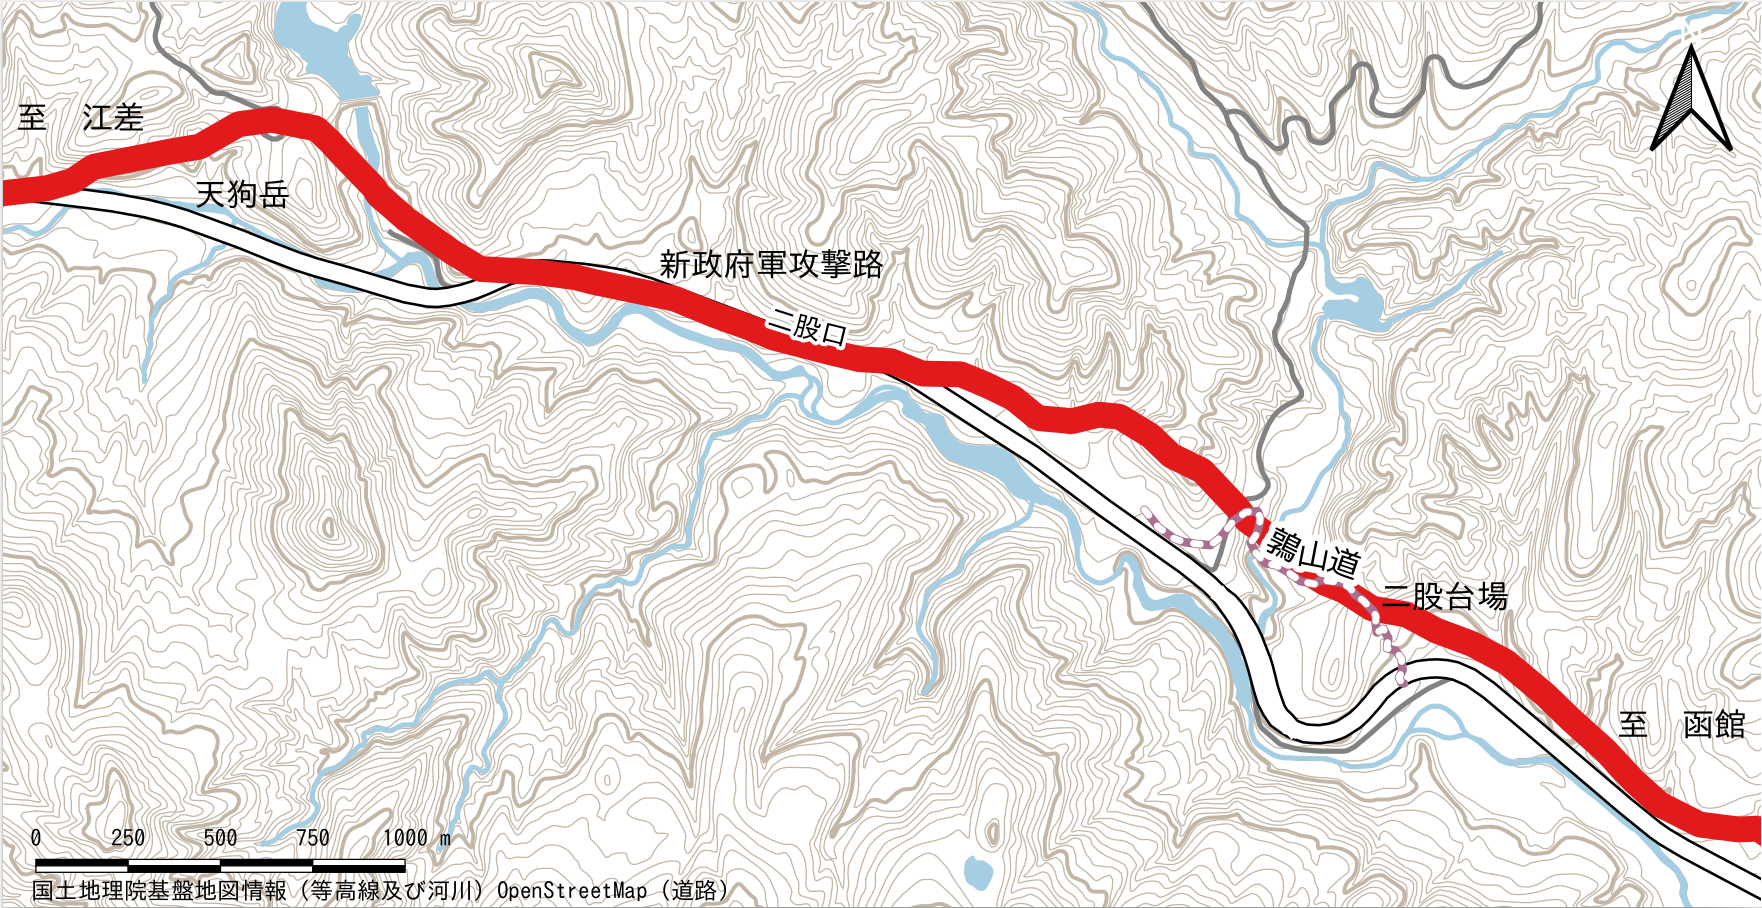 至 江差
天狗岳
新政府軍攻撃路
二股口
鶉山道
二股台場
至 函館
0 250 500 750 1000 m
国土地理院基盤地図情報（等高線及び河川）OpenStreetMap（道路）